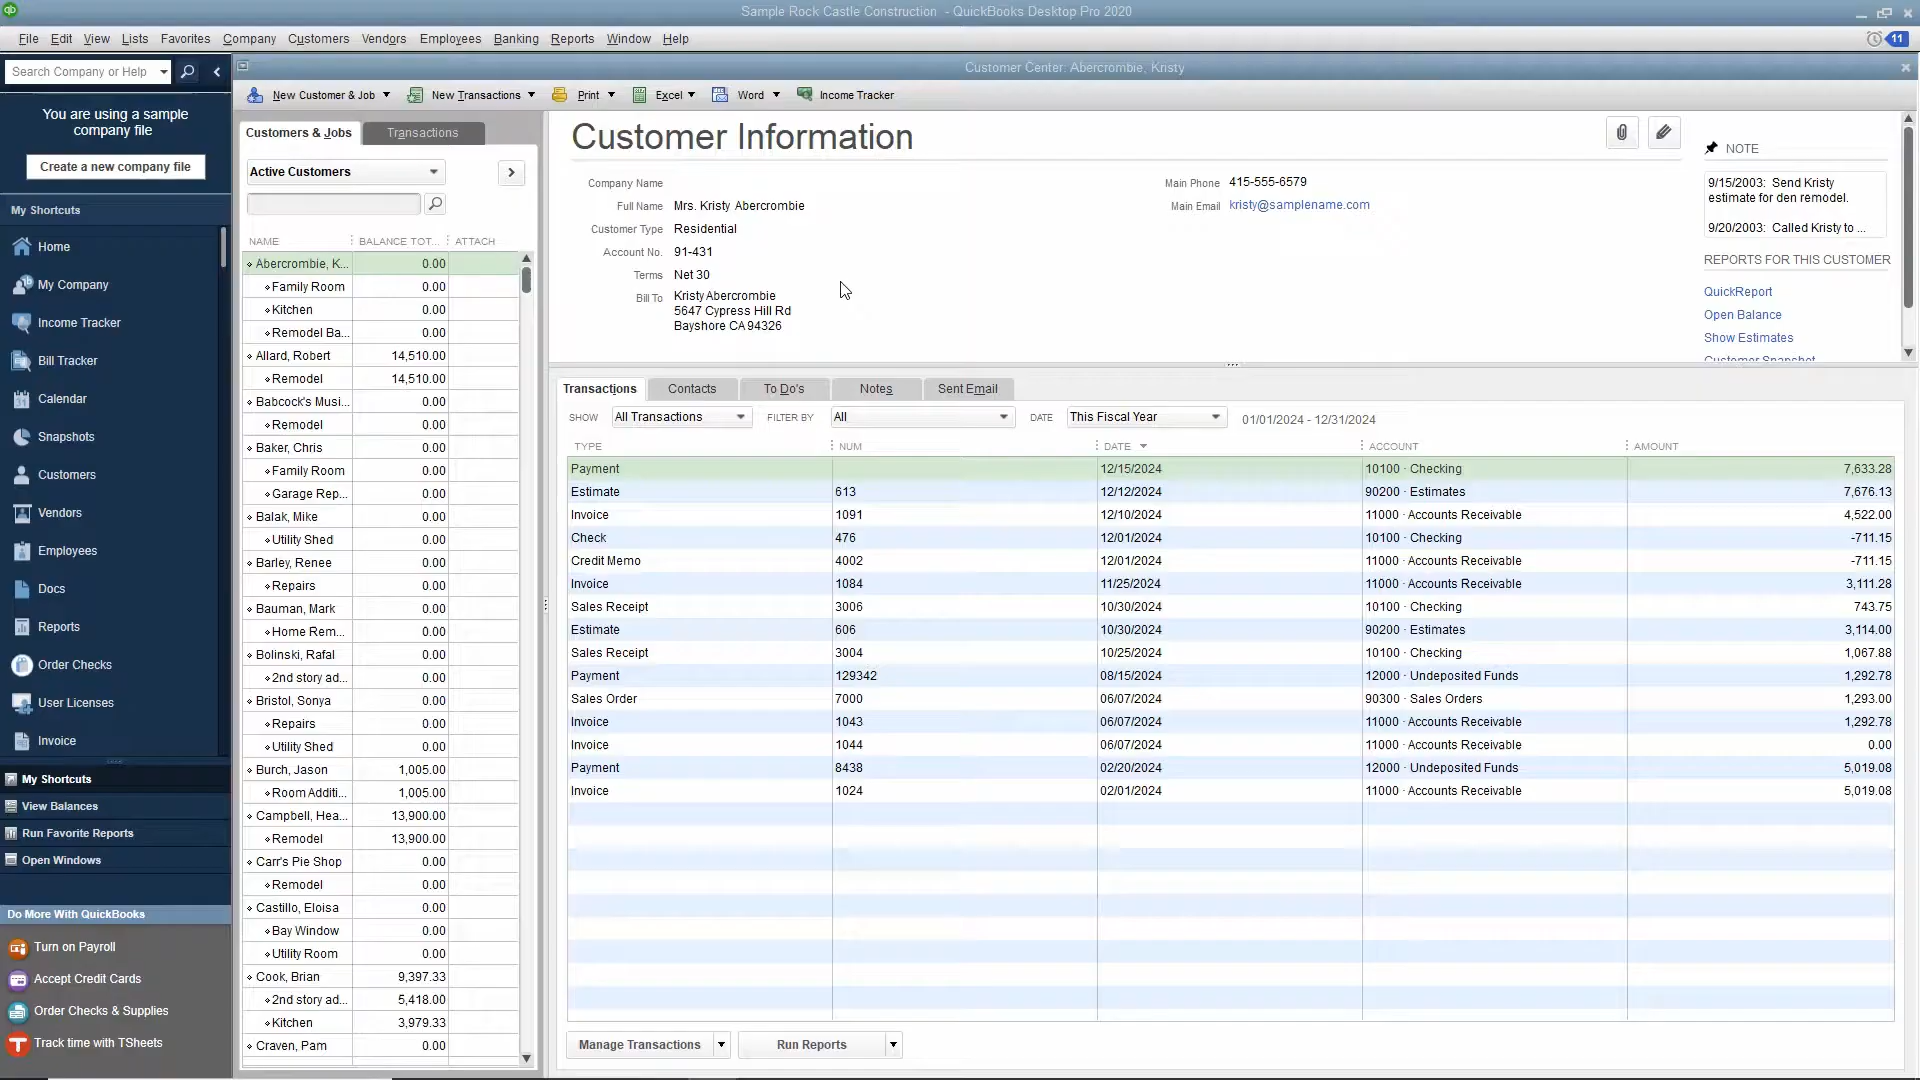 Sample Rock Castle Construction - QuickBooks Desktop Pro 2020
File Edit View Lists Favorites Company Customers Vendors Employees Banking Reports Window Help
11
Search Company or Help
Customer Center: Abercrombie, Kristy
You are using a sample
company file
Create a new company file
My Shortcuts
Home
My Company
Income Tracker
Bill Tracker
Calendar
Snapshots
Customers
Vendors
Employees
Docs
Reports
Order Checks
User Licenses
Invoice
My Shortcuts
View Balances
Run Favorite Reports
Open Windows
Do More With QuickBooks
Turn on Payroll
Accept Credit Cards
Order Checks & Supplies
Track time with TSheets
New Customer & Job New Transactions Print Excel Word Income Tracker
Customers & Jobs Transactions
Active Customers
NAME BALANCE TOT... ATTACH
Abercrombie, K... 0.00
Family Room 0.00
Kitchen 0.00
Remodel Ba... 0.00
Allard, Robert 14,510.00
Remodel 14,510.00
Babcock's Musi... 0.00
Remodel 0.00
Baker, Chris 0.00
Family Room 0.00
Garage Rep... 0.00
Balak, Mike 0.00
Utility Shed 0.00
Barley, Renee 0.00
Repairs 0.00
Bauman, Mark 0.00
Home Rem... 0.00
Bolinski, Rafal 0.00
2nd story ad... 0.00
Bristol, Sonya 0.00
Repairs 0.00
Utility Shed 0.00
Burch, Jason 1,005.00
Room Additi... 1,005.00
Campbell, Hea... 13,900.00
Remodel 13,900.00
Carr's Pie Shop 0.00
Remodel 0.00
Castillo, Eloisa 0.00
Bay Window 0.00
Utility Room 0.00
Cook, Brian 9,397.33
2nd story ad... 5,418.00
Kitchen 3,979.33
Craven, Pam 0.00
Customer Information
Company Name
Full Name Mrs. Kristy Abercrombie
Customer Type Residential
Account No. 91-431
Terms Net 30
Bill To Kristy Abercrombie
5647 Cypress Hill Rd
Bayshore CA 94326
Main Phone 415-555-6579
Main Email kristy@samplename.com
NOTE
9/15/2003: Send Kristy
estimate for den remodel.
9/20/2003: Called Kristy to ...
REPORTS FOR THIS CUSTOMER
QuickReport
Open Balance
Show Estimates
Customer Snapshot
Transactions Contacts To Do's Notes Sent Email
SHOW All Transactions FILTER BY All DATE This Fiscal Year 01/01/2024 - 12/31/2024
TYPE NUM DATE ACCOUNT AMOUNT
Payment 12/15/2024 10100 · Checking 7,633.28
Estimate 613 12/12/2024 90200 · Estimates 7,676.13
Invoice 1091 12/10/2024 11000 · Accounts Receivable 4,522.00
Check 476 12/01/2024 10100 · Checking -711.15
Credit Memo 4002 12/01/2024 11000 · Accounts Receivable -711.15
Invoice 1084 11/25/2024 11000 · Accounts Receivable 3,111.28
Sales Receipt 3006 10/30/2024 10100 · Checking 743.75
Estimate 606 10/30/2024 90200 · Estimates 3,114.00
Sales Receipt 3004 10/25/2024 10100 · Checking 1,067.88
Payment 129342 08/15/2024 12000 · Undeposited Funds 1,292.78
Sales Order 7000 06/07/2024 90300 · Sales Orders 1,293.00
Invoice 1043 06/07/2024 11000 · Accounts Receivable 1,292.78
Invoice 1044 06/07/2024 11000 · Accounts Receivable 0.00
Payment 8438 02/20/2024 12000 · Undeposited Funds 5,019.08
Invoice 1024 02/01/2024 11000 · Accounts Receivable 5,019.08
Manage Transactions Run Reports